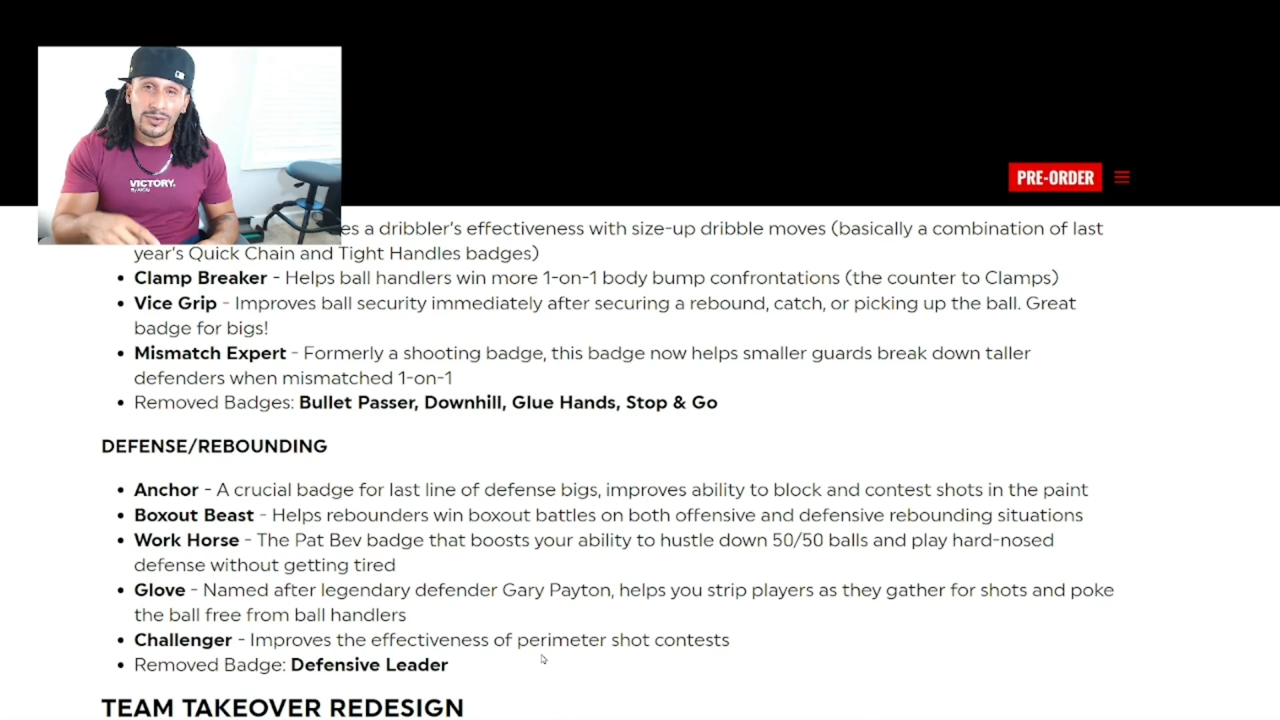 VICTORY.
PRE-ORDER
es a dribbler's effectiveness with size-up dribble moves (basically a combination of last
year's Quick Chain and Tight Handles badges)
• Clamp Breaker - Helps ball handlers win more 1-on-1 body bump confrontations (the counter to Clamps)
• Vice Grip - Improves ball security immediately after securing a rebound, catch, or picking up the ball. Great
badge for bigs!
• Mismatch Expert - Formerly a shooting badge, this badge now helps smaller guards break down taller
defenders when mismatched 1-on-1
• Removed Badges: Bullet Passer, Downhill, Glue Hands, Stop & Go
DEFENSE/REBOUNDING
• Anchor - A crucial badge for last line of defense bigs, improves ability to block and contest shots in the paint
• Boxout Beast - Helps rebounders win boxout battles on both offensive and defensive rebounding situations
• Work Horse - The Pat Bev badge that boosts your ability to hustle down 50/50 balls and play hard-nosed
defense without getting tired
• Glove - Named after legendary defender Gary Payton, helps you strip players as they gather for shots and poke
the ball free from ball handlers
• Challenger - Improves the effectiveness of perimeter shot contests
• Removed Badge: Defensive Leader
TEAM TAKEOVER REDESIGN